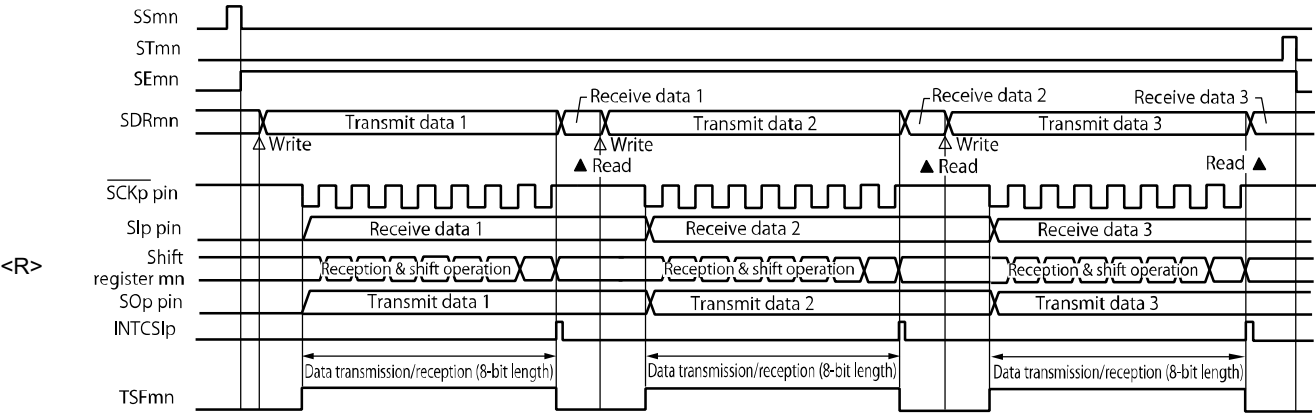 SSmn
STmn
SEmn
Receive data 1
Receive data 2
Receive data 3
SDRmn
Transmit data 1
Transmit data 2
Transmit data 3
△ Write
△ Write
△ Write
▲ Read
▲ Read
Read ▲
SCKp pin
SIp pin
Receive data 1
Receive data 2
Receive data 3
<R>
Shift
register mn
Reception & shift operation
Reception & shift operation
Reception & shift operation
SOp pin
Transmit data 1
Transmit data 2
Transmit data 3
INTCSIp
Data transmission/reception (8-bit length)
Data transmission/reception (8-bit length)
Data transmission/reception (8-bit length)
TSFmn